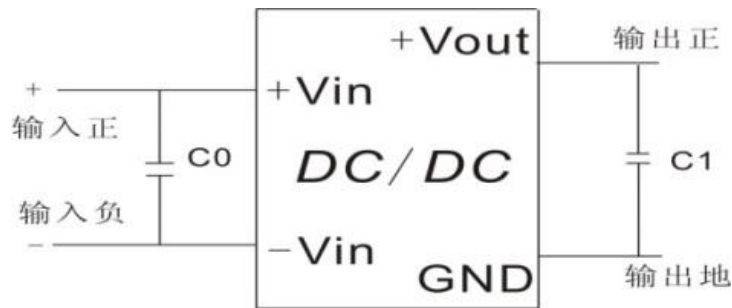 +Vout
输出正
+
+Vin
输入正
C0
DC/DC
C1
输入负
−
−Vin
GND
输出地